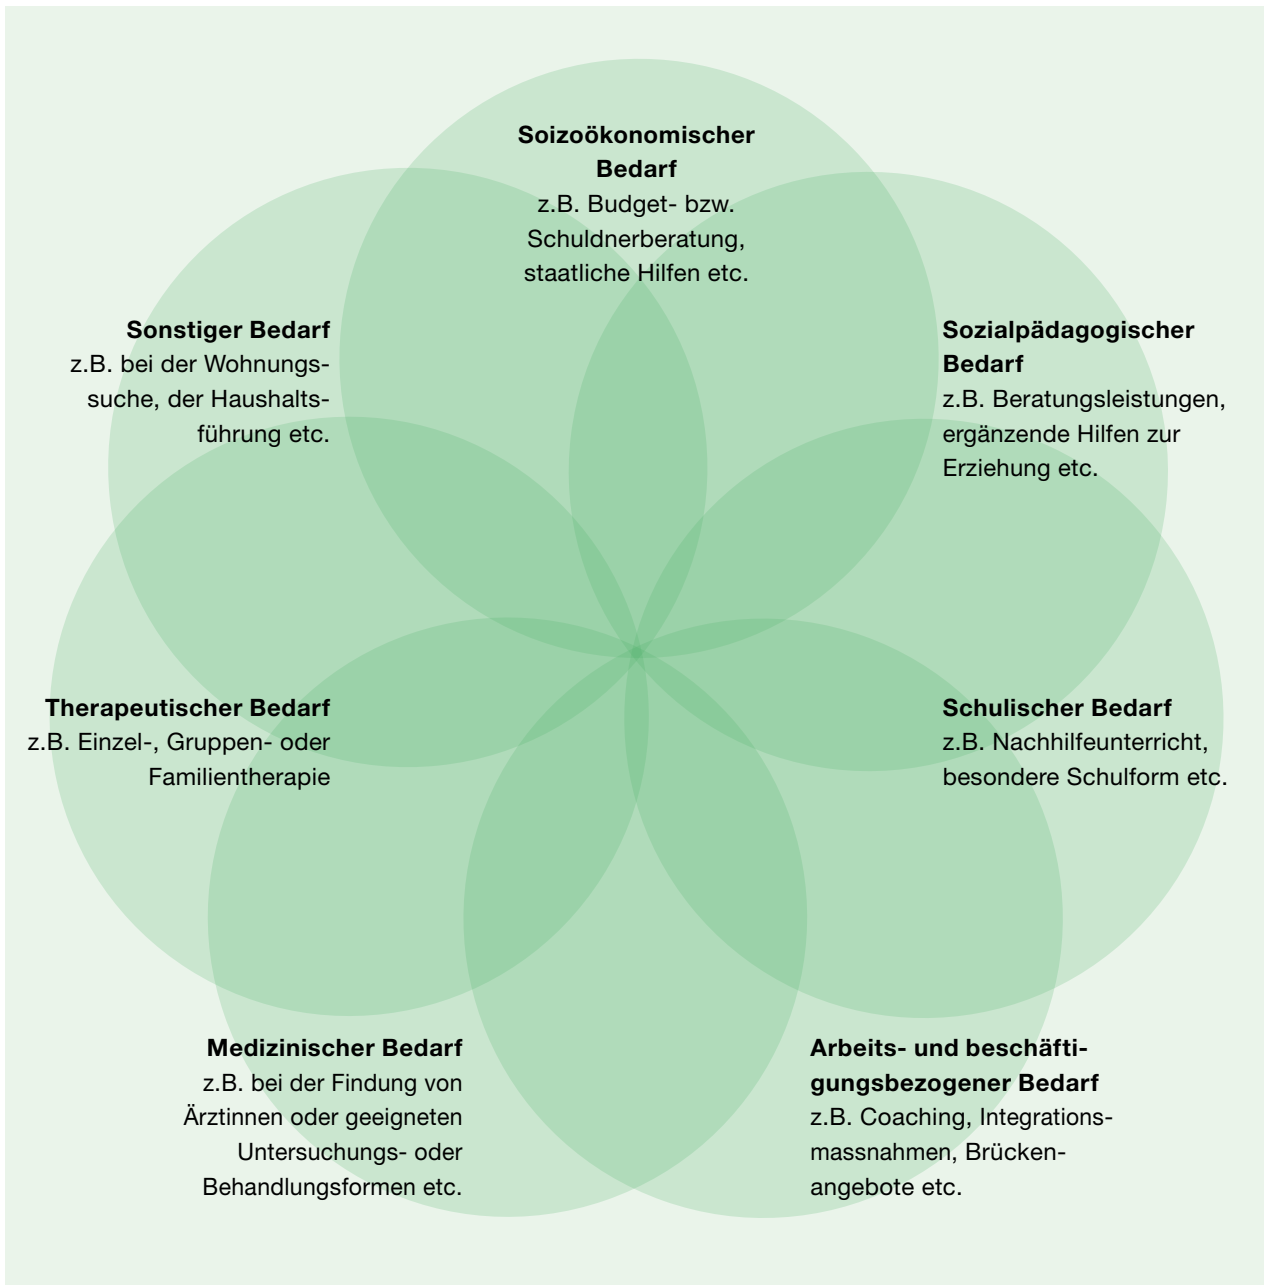 Soizoökonomischer
Bedarf
z.B. Budget- bzw.
Schuldnerberatung,
staatliche Hilfen etc.
Sozialpädagogischer
Bedarf
z.B. Beratungsleistungen,
ergänzende Hilfen zur
Erziehung etc.
Schulischer Bedarf
z.B. Nachhilfeunterricht,
besondere Schulform etc.
Arbeits- und beschäfti-
gungsbezogener Bedarf
z.B. Coaching, Integrations-
massnahmen, Brücken-
angebote etc.
Medizinischer Bedarf
z.B. bei der Findung von
Ärztinnen oder geeigneten
Untersuchungs- oder
Behandlungsformen etc.
Therapeutischer Bedarf
z.B. Einzel-, Gruppen- oder
Familientherapie
Sonstiger Bedarf
z.B. bei der Wohnungs-
suche, der Haushalts-
führung etc.